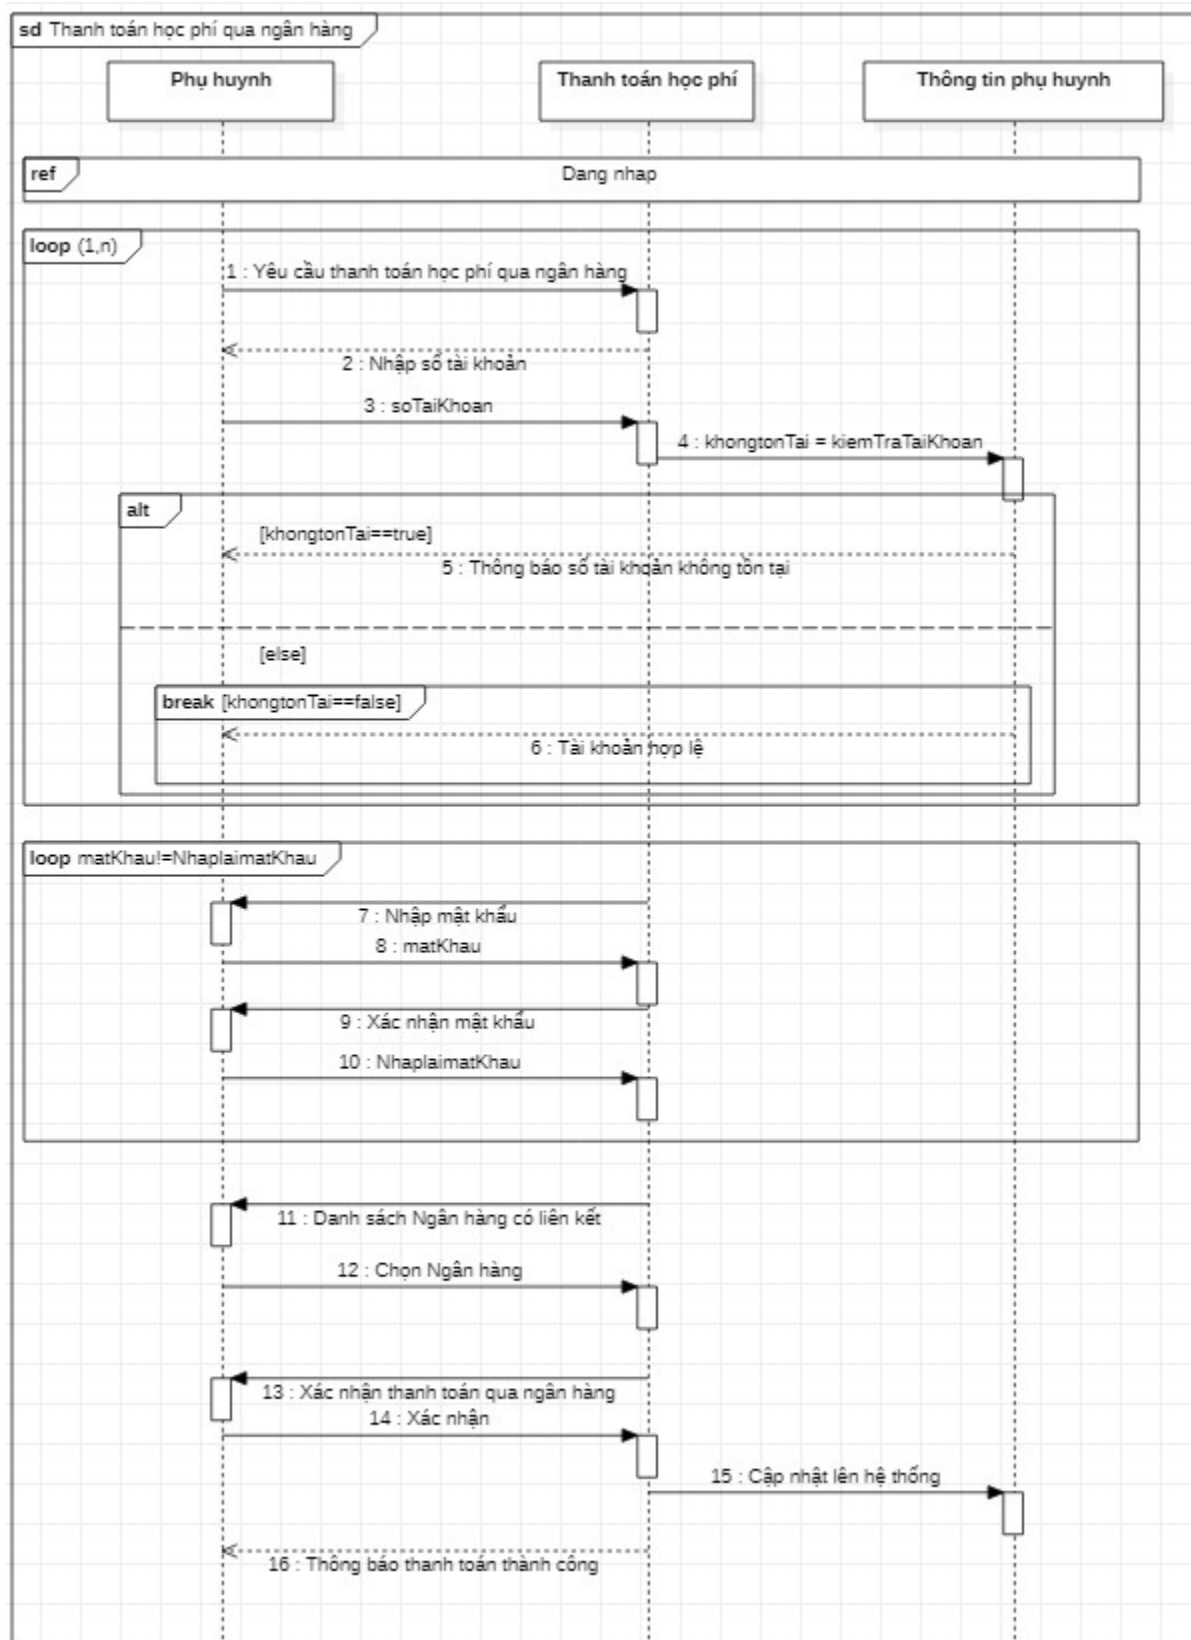 sd Thanh toán học phí qua ngân hàng
Phụ huynh
Thanh toán học phí
Thông tin phụ huynh
ref
Dang nhap
loop (1,n)
1 : Yêu cầu thanh toán học phí qua ngân hàng
2 : Nhập số tài khoản
3 : soTaiKhoan
4 : khongtonTai = kiemTraTaiKhoan
alt
[khongtonTai==true]
5 : Thông báo số tài khoản không tồn tại
[else]
break [khongtonTai==false]
6 : Tài khoản hợp lệ
loop matKhau!=NhaplaimatKhau
7 : Nhập mật khẩu
8 : matKhau
9 : Xác nhận mật khẩu
10 : NhaplaimatKhau
11 : Danh sách Ngân hàng có liên kết
12 : Chọn Ngân hàng
13 : Xác nhận thanh toán qua ngân hàng
14 : Xác nhận
15 : Cập nhật lên hệ thống
16 : Thông báo thanh toán thành công